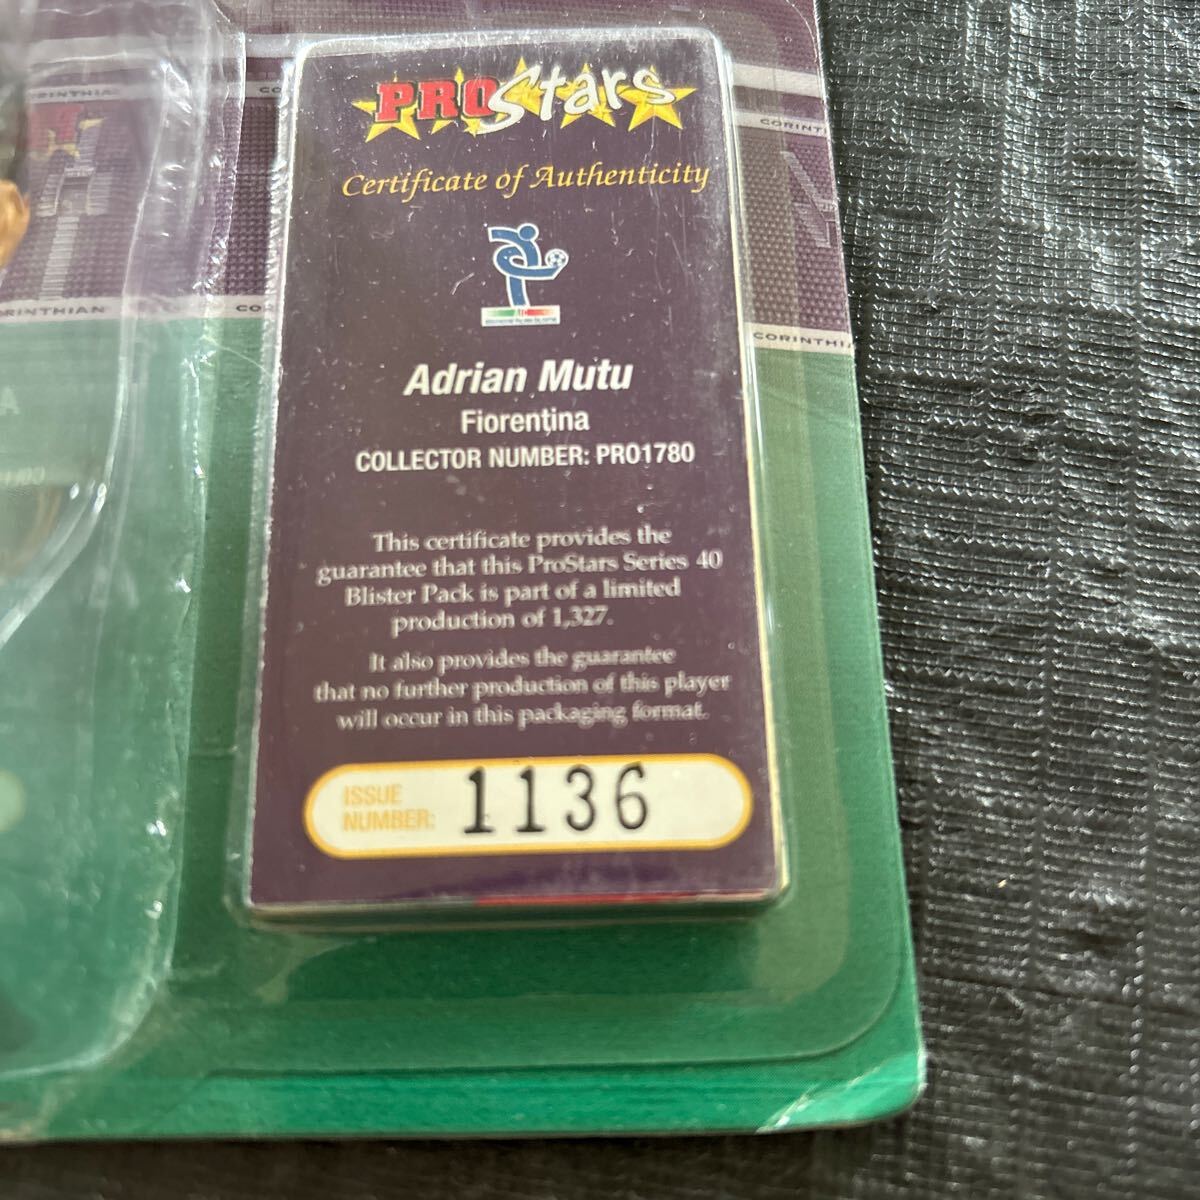 PROStars
Certificate of Authenticity
AIC
Adrian Mutu
Fiorentina
COLLECTOR NUMBER: PRO1780
This certificate provides the
guarantee that this ProStars Series 40
Blister Pack is part of a limited
production of 1,327.
It also provides the guarantee
that no further production of this player
will occur in this packaging format.
ISSUE
NUMBER: 1136
CORINTHIAN